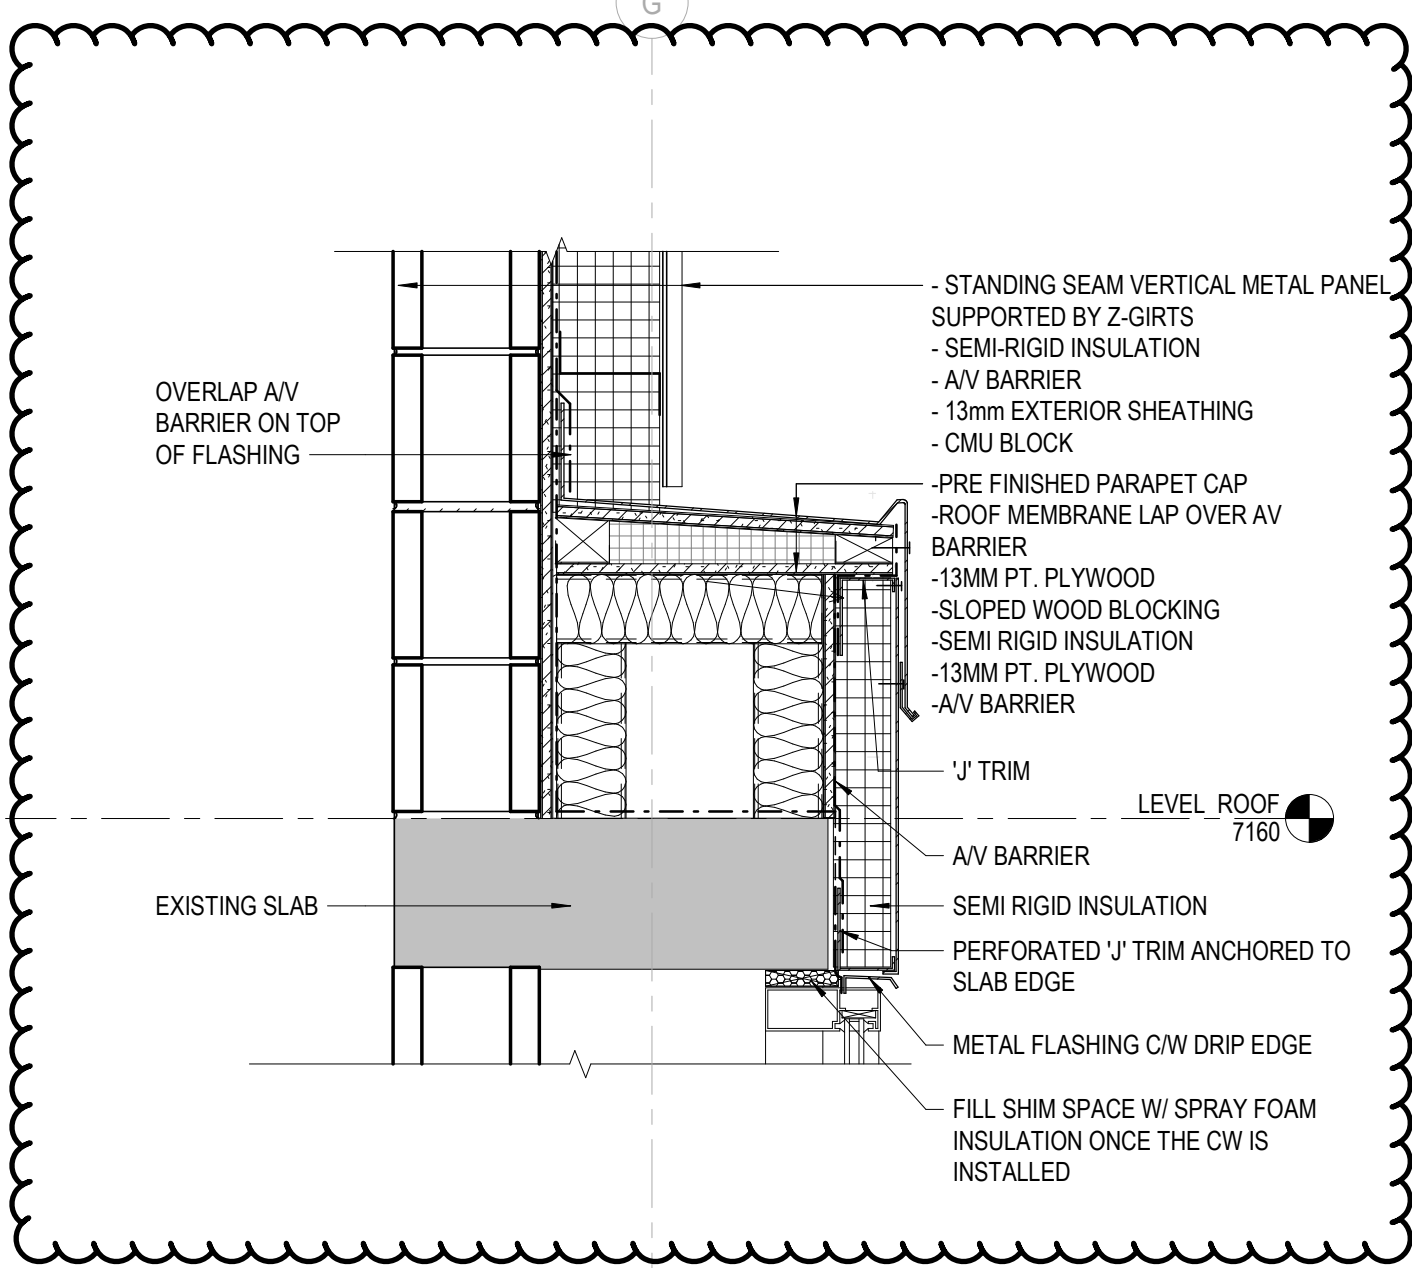 G
- STANDING SEAM VERTICAL METAL PANEL
SUPPORTED BY Z-GIRTS
- SEMI-RIGID INSULATION
- A/V BARRIER
- 13mm EXTERIOR SHEATHING
- CMU BLOCK
OVERLAP A/V
BARRIER ON TOP
OF FLASHING
-PRE FINISHED PARAPET CAP
-ROOF MEMBRANE LAP OVER AV
BARRIER
-13MM PT. PLYWOOD
-SLOPED WOOD BLOCKING
-SEMI RIGID INSULATION
-13MM PT. PLYWOOD
-A/V BARRIER
'J' TRIM
LEVEL ROOF
7160
A/V BARRIER
EXISTING SLAB
SEMI RIGID INSULATION
PERFORATED 'J' TRIM ANCHORED TO
SLAB EDGE
METAL FLASHING C/W DRIP EDGE
FILL SHIM SPACE W/ SPRAY FOAM
INSULATION ONCE THE CW IS
INSTALLED